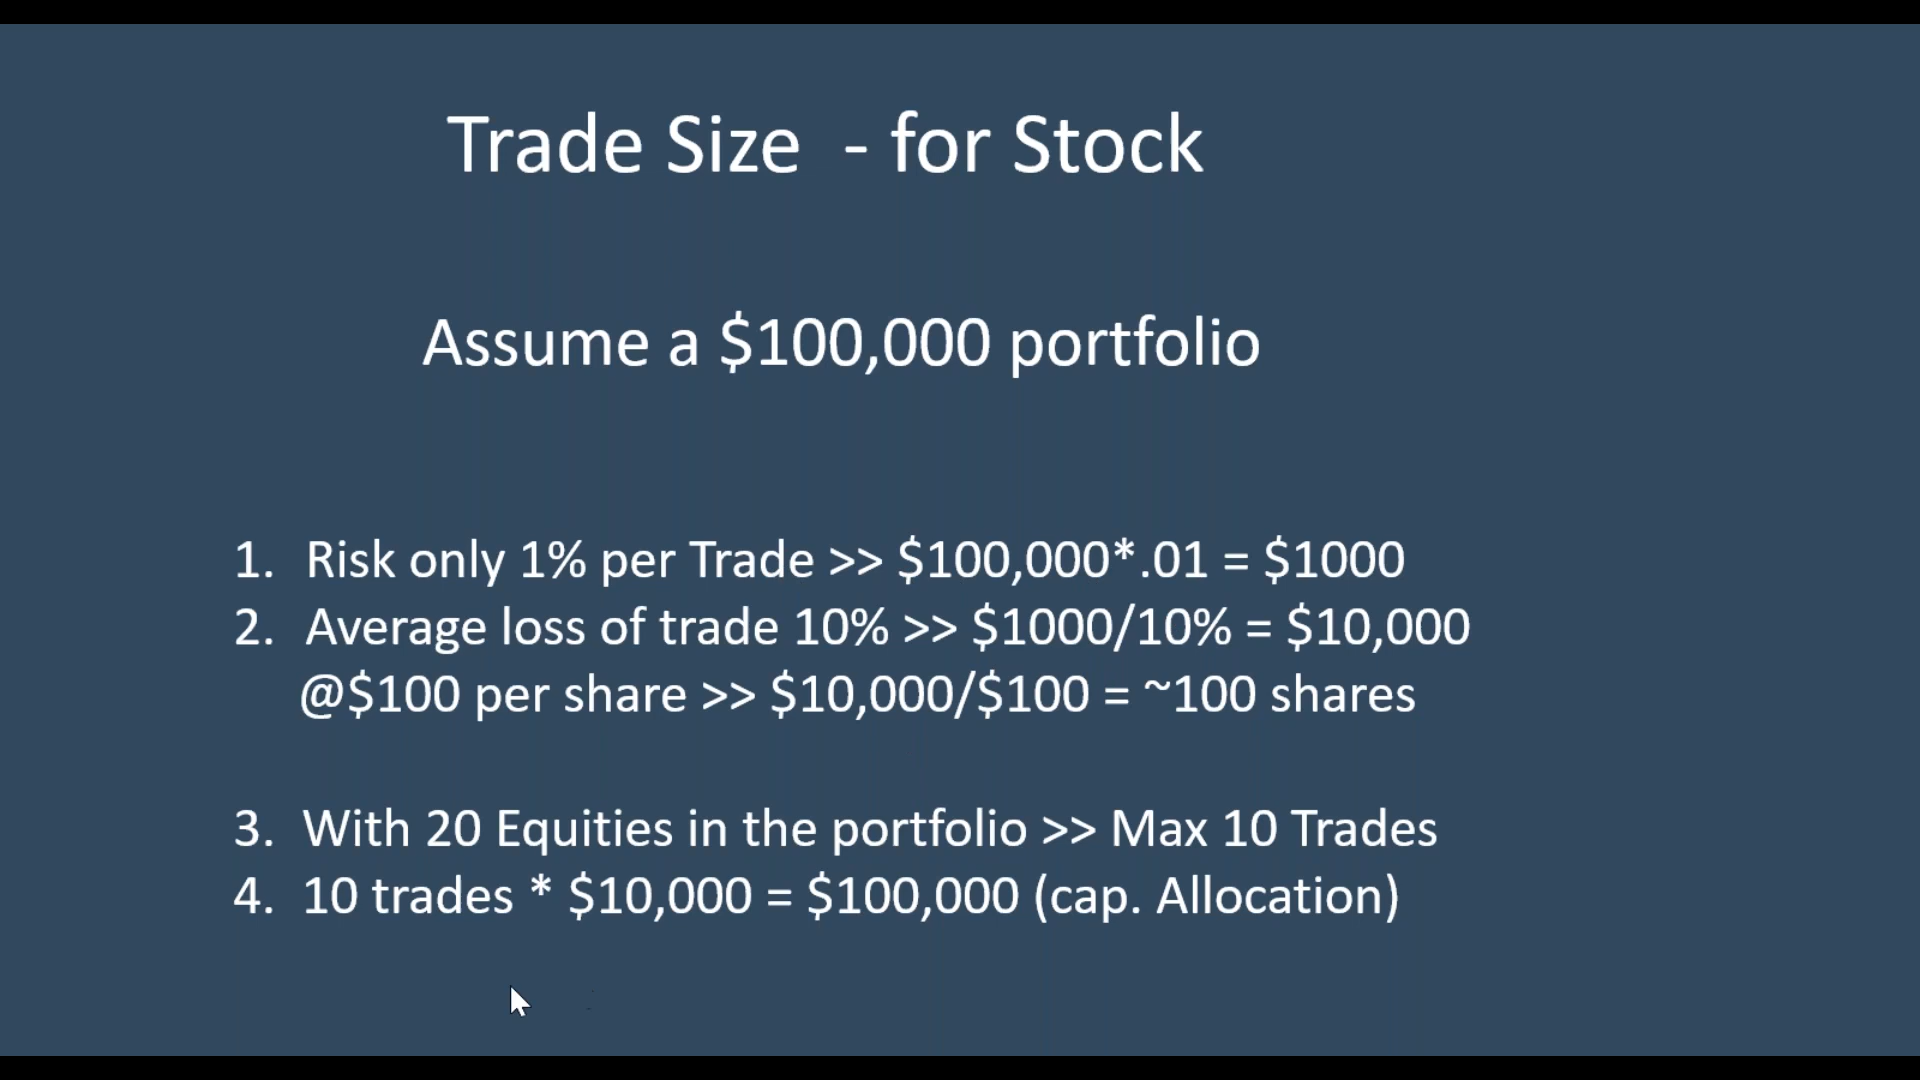 Trade Size  - for Stock
Assume a $100,000 portfolio
1. Risk only 1% per Trade >> $100,000*.01 = $1000
2. Average loss of trade 10% >> $1000/10% = $10,000
@$100 per share >> $10,000/$100 = ~100 shares
3. With 20 Equities in the portfolio >> Max 10 Trades
4. 10 trades * $10,000 = $100,000 (cap. Allocation)